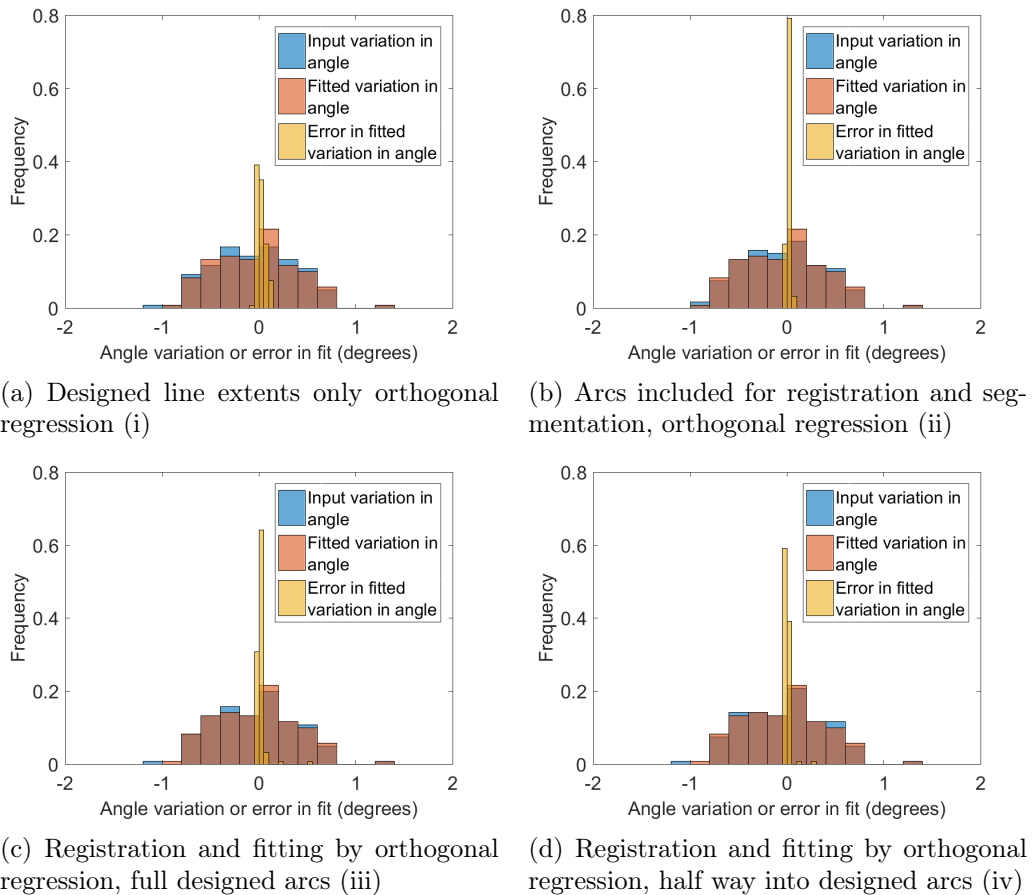 0.8
0.6
0.4
0.2
0
Frequency
-2 -1 0 1 2
Angle variation or error in fit (degrees)
Input variation in
angle
Fitted variation in
angle
Error in fitted
variation in angle
(a) Designed line extents only orthogonal
regression (i)
0.8
0.6
0.4
0.2
0
Frequency
-2 -1 0 1 2
Angle variation or error in fit (degrees)
Input variation in
angle
Fitted variation in
angle
Error in fitted
variation in angle
(b) Arcs included for registration and seg-
mentation, orthogonal regression (ii)
0.8
0.6
0.4
0.2
0
Frequency
-2 -1 0 1 2
Angle variation or error in fit (degrees)
Input variation in
angle
Fitted variation in
angle
Error in fitted
variation in angle
(c) Registration and fitting by orthogonal
regression, full designed arcs (iii)
0.8
0.6
0.4
0.2
0
Frequency
-2 -1 0 1 2
Angle variation or error in fit (degrees)
Input variation in
angle
Fitted variation in
angle
Error in fitted
variation in angle
(d) Registration and fitting by orthogonal
regression, half way into designed arcs (iv)